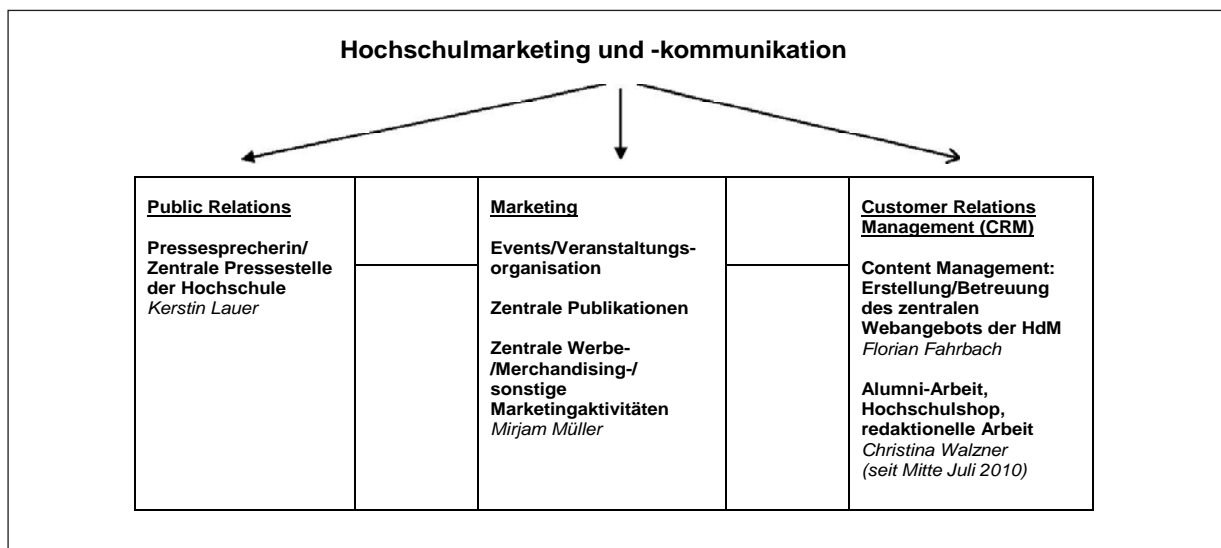 Hochschulmarketing und -kommunikation
Public Relations
Pressesprecherin/
Zentrale Pressestelle
der Hochschule
Kerstin Lauer
Marketing
Events/Veranstaltungs-
organisation
Zentrale Publikationen
Zentrale Werbe-
/Merchandising-/
sonstige
Marketingaktivitäten
Mirjam Müller
Customer Relations
Management (CRM)
Content Management:
Erstellung/Betreuung
des zentralen
Webangebots der HdM
Florian Fahrbach
Alumni-Arbeit,
Hochschulshop,
redaktionelle Arbeit
Christina Walzner
(seit Mitte Juli 2010)